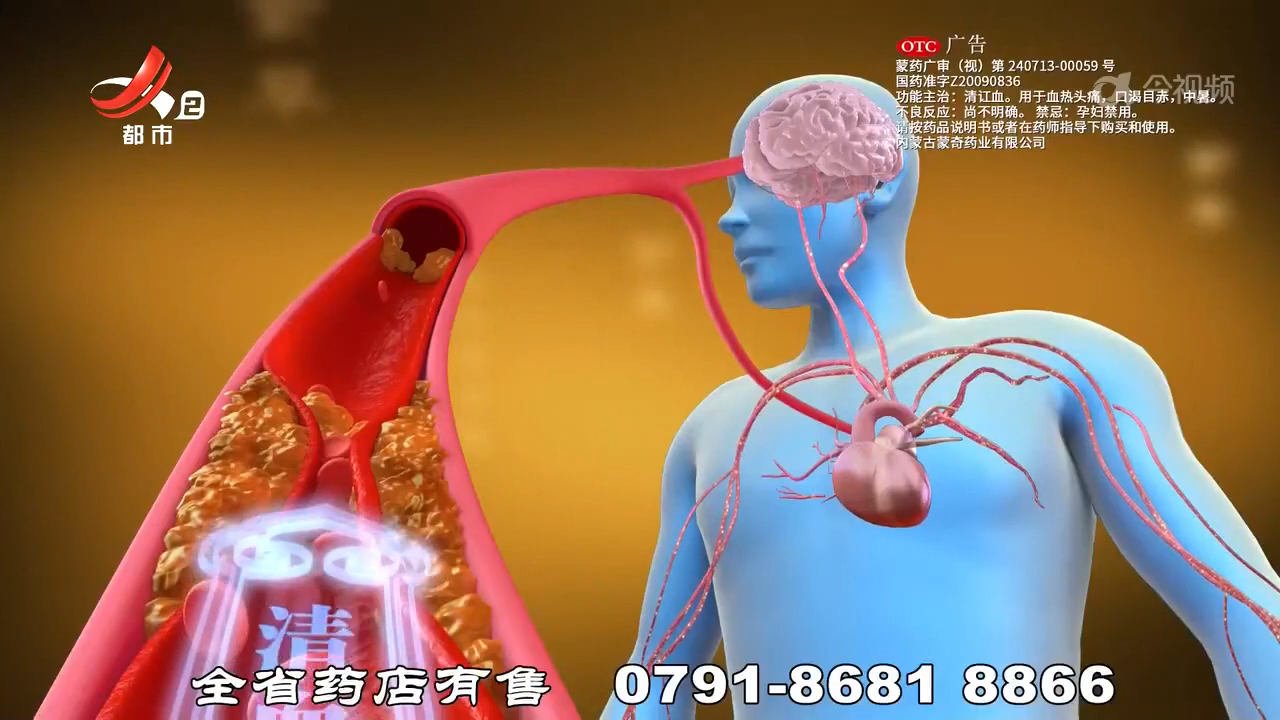 都市2
OTC 广告
蒙药广审（视）第 240713-00059 号
国药准字Z20090836
今视频
功能主治：清讧血。用于血热头痛，口渴目赤，中暑。
不良反应：尚不明确。 禁忌：孕妇禁用。
请按药品说明书或者在药师指导下购买和使用。
内蒙古蒙奇药业有限公司
清
全省药店有售 0791-8681 8866